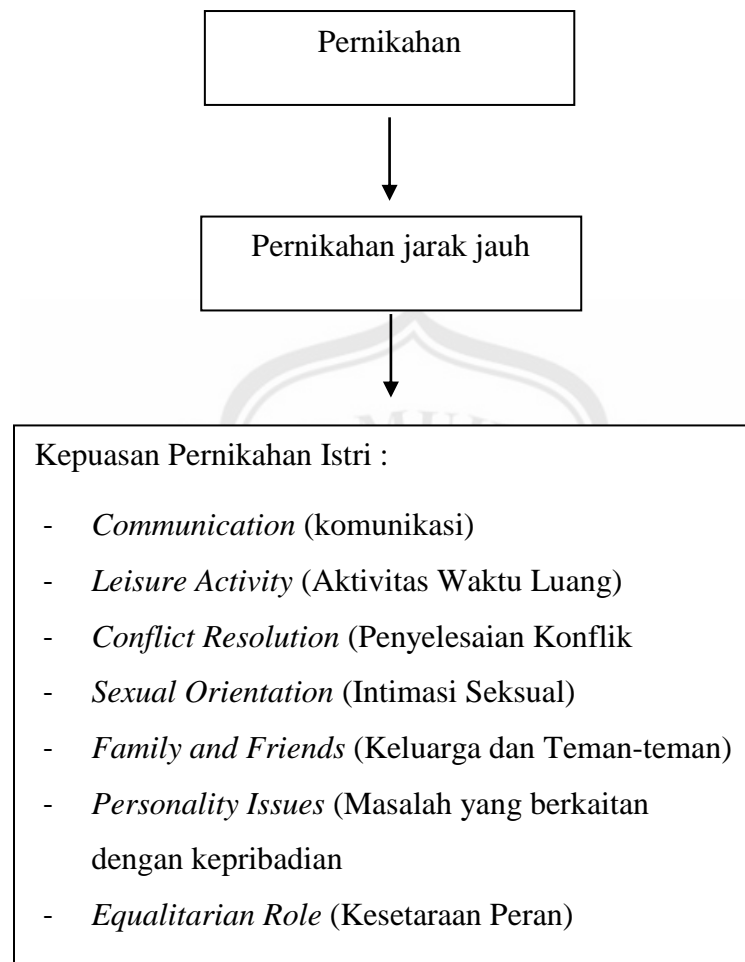 Pernikahan
Pernikahan jarak jauh
Kepuasan Pernikahan Istri :
- Communication (komunikasi)
- Leisure Activity (Aktivitas Waktu Luang)
- Conflict Resolution (Penyelesaian Konflik
- Sexual Orientation (Intimasi Seksual)
- Family and Friends (Keluarga dan Teman-teman)
- Personality Issues (Masalah yang berkaitan
dengan kepribadian
- Equalitarian Role (Kesetaraan Peran)